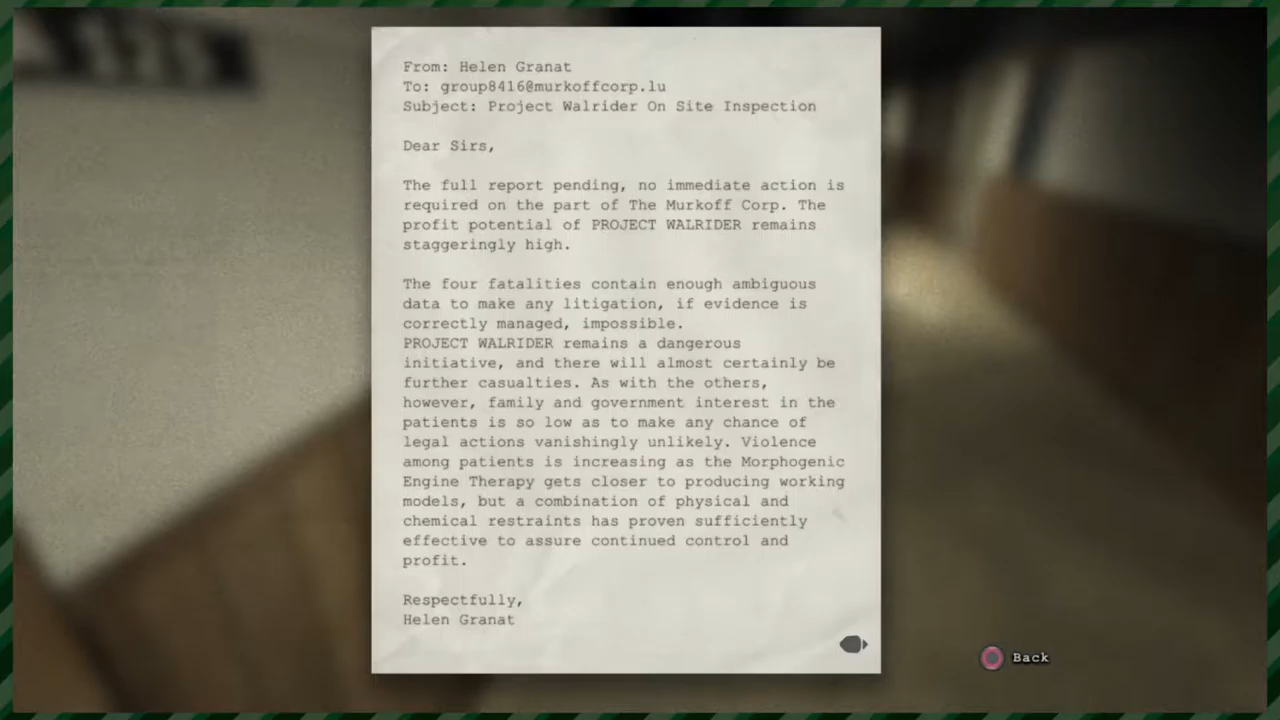 From: Helen Granat
To: group8416@murkoffcorp.lu
Subject: Project Walrider On Site Inspection
Dear Sirs,
The full report pending, no immediate action is
required on the part of The Murkoff Corp. The
profit potential of PROJECT WALRIDER remains
staggeringly high.
The four fatalities contain enough ambiguous
data to make any litigation, if evidence is
correctly managed, impossible.
PROJECT WALRIDER remains a dangerous
initiative, and there will almost certainly be
further casualties. As with the others,
however, family and government interest in the
patients is so low as to make any chance of
legal actions vanishingly unlikely. Violence
among patients is increasing as the Morphogenic
Engine Therapy gets closer to producing working
models, but a combination of physical and
chemical restraints has proven sufficiently
effective to assure continued control and
profit.
Respectfully,
Helen Granat
Back